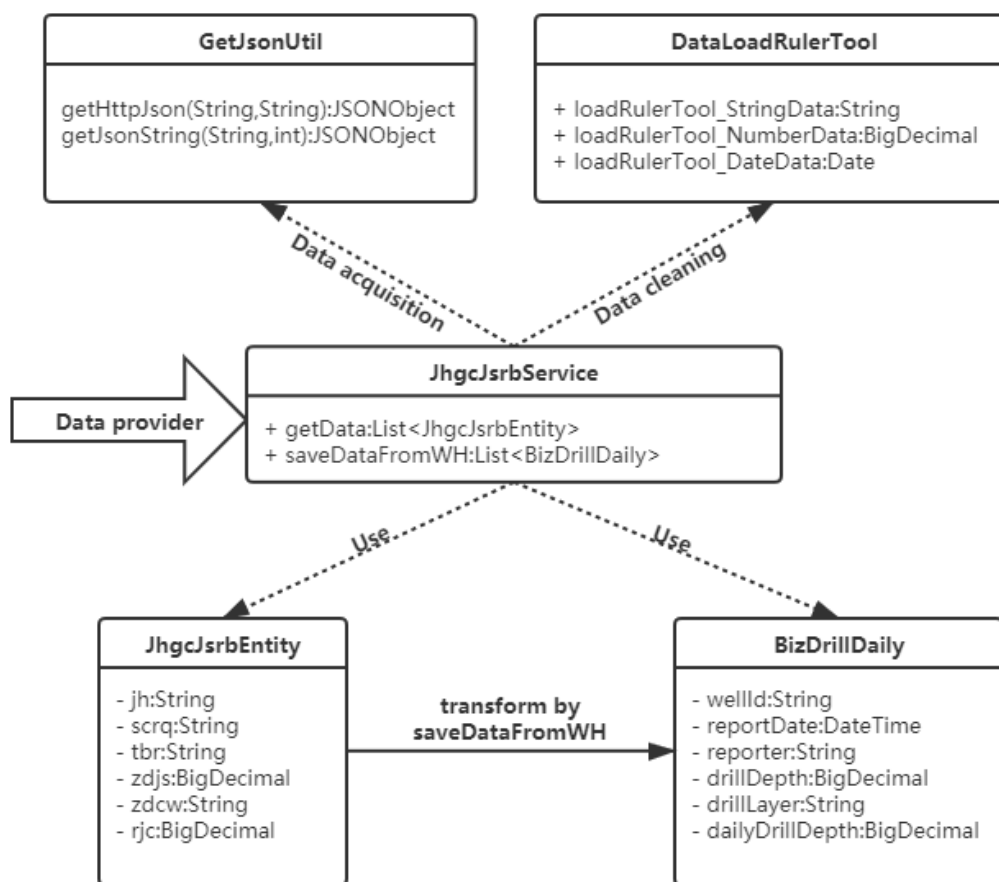 GetJsonUtil
getHttpJson(String,String):JSONObject
getJsonString(String,int):JSONObject
DataLoadRulerTool
+ loadRulerTool_StringData:String
+ loadRulerTool_NumberData:BigDecimal
+ loadRulerTool_DateData:Date
Data acquisition
Data cleaning
Data provider
JhgcJsrbService
+ getData:List<JhgcJsrbEntity>
+ saveDataFromWH:List<BizDrillDaily>
Use
Use
JhgcJsrbEntity
- jh:String
- scrq:String
- tbr:String
- zdjs:BigDecimal
- zdcw:String
- rjc:BigDecimal
transform by
saveDataFromWH
BizDrillDaily
- wellId:String
- reportDate:DateTime
- reporter:String
- drillDepth:BigDecimal
- drillLayer:String
- dailyDrillDepth:BigDecimal